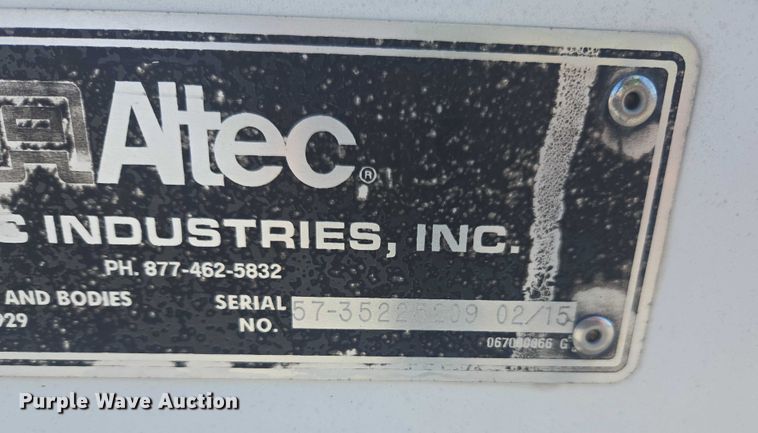 Altec®
INDUSTRIES, INC.
PH. 877-462-5832
AND BODIES
929
SERIAL
NO.
02/15
G
Purple Wave Auction